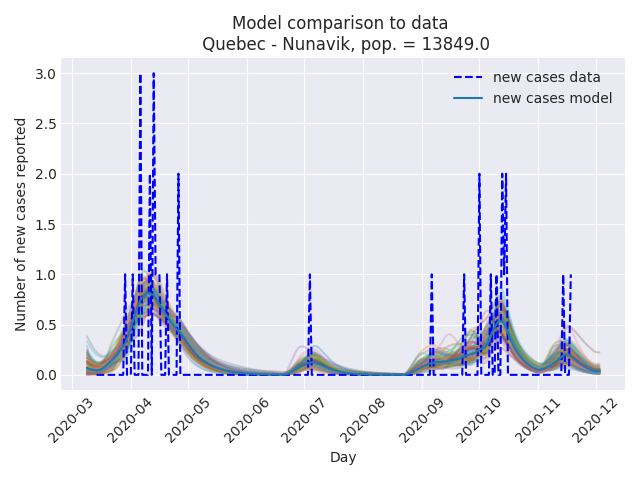 Model comparison to data
Quebec - Nunavik, pop. = 13849.0
new cases data
new cases model
Number of new cases reported
3.0
2.5
2.0
1.5
1.0
0.5
0.0
2020-03
2020-04
2020-05
2020-06
2020-07
2020-08
2020-09
2020-10
2020-11
2020-12
Day